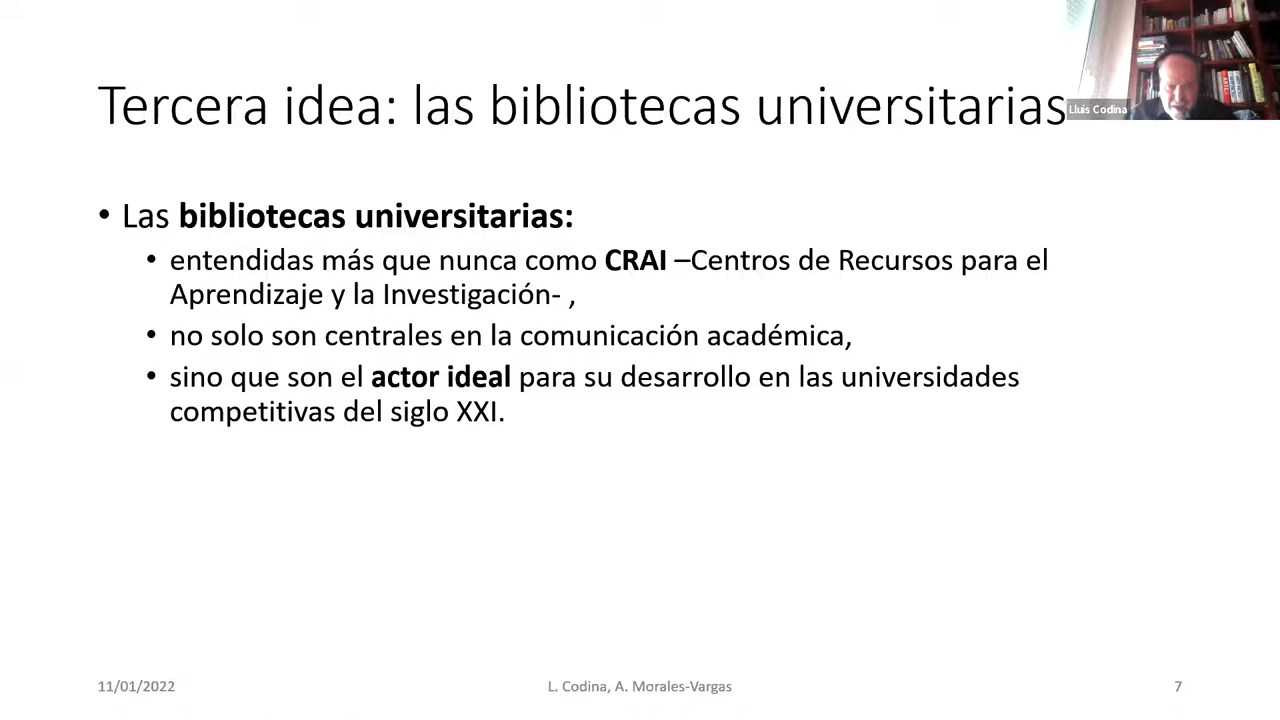 Tercera idea: las bibliotecas universitarias
Lluís Codina
• Las bibliotecas universitarias:
• entendidas más que nunca como CRAI –Centros de Recursos para el
Aprendizaje y la Investigación- ,
• no solo son centrales en la comunicación académica,
• sino que son el actor ideal para su desarrollo en las universidades
competitivas del siglo XXI.
11/01/2022
L. Codina, A. Morales-Vargas
7